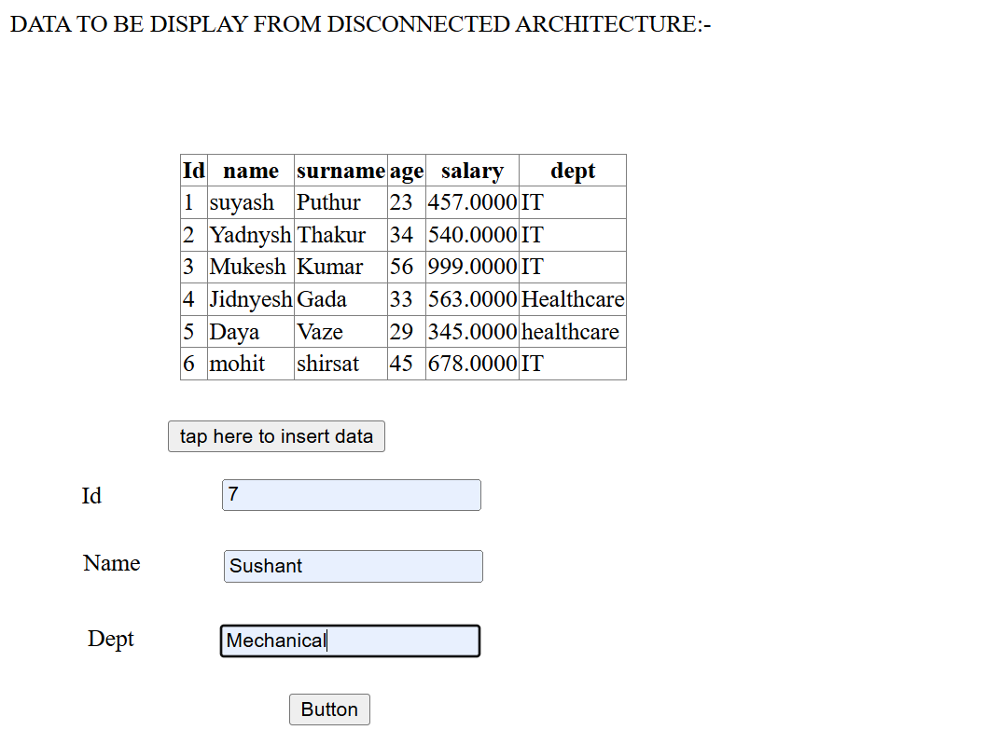 DATA TO BE DISPLAY FROM DISCONNECTED ARCHITECTURE:-
Id name surname age salary dept
1 suyash Puthur 23 457.0000 IT
2 Yadnysh Thakur 34 540.0000 IT
3 Mukesh Kumar 56 999.0000 IT
4 Jidnyesh Gada 33 563.0000 Healthcare
5 Daya Vaze 29 345.0000 healthcare
6 mohit shirsat 45 678.0000 IT
tap here to insert data
Id 7
Name Sushant
Dept Mechanical
Button